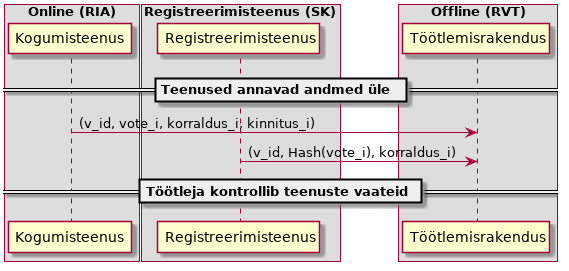 Online (RIA)
Registreerimisteenus (SK)
Offline (RVT)
Kogumisteenus
Registreerimisteenus
Töötlemisrakendus
Teenused annavad andmed üle
(v_id, vote_i, korraldus_i, kinnitus_i)
(v_id, Hash(vote_i), korraldus_i)
Töötleja kontrollib teenuste vaateid
Kogumisteenus
Registreerimisteenus
Töötlemisrakendus